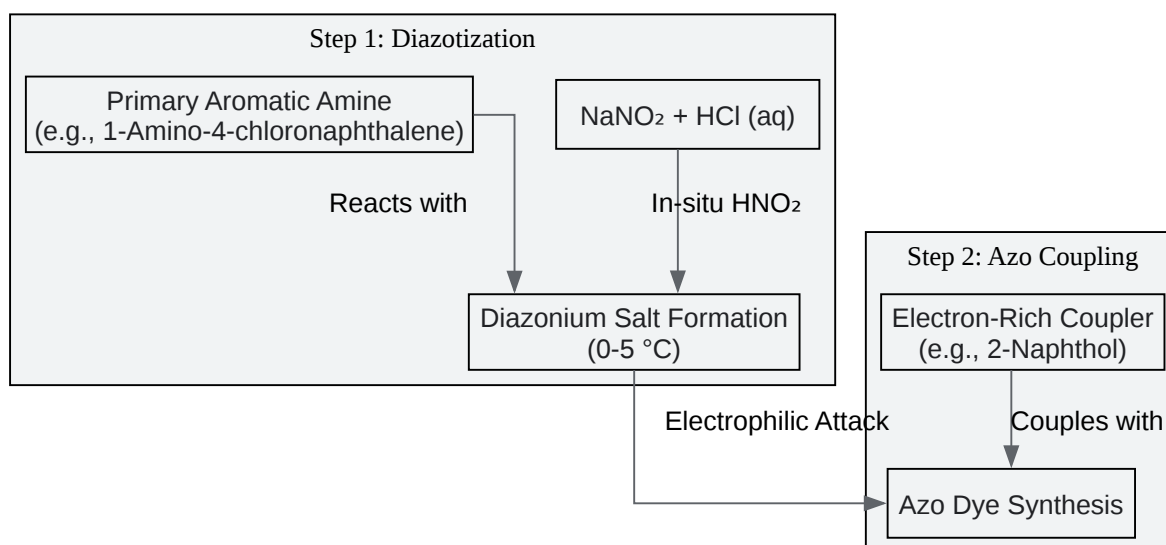 Step 1: Diazotization
Primary Aromatic Amine
(e.g., 1-Amino-4-chloronaphthalene)
NaNO₂ + HCl (aq)
Reacts with
In-situ HNO₂
Diazonium Salt Formation
(0-5 °C)
Step 2: Azo Coupling
Electron-Rich Coupler
(e.g., 2-Naphthol)
Electrophilic Attack
Couples with
Azo Dye Synthesis